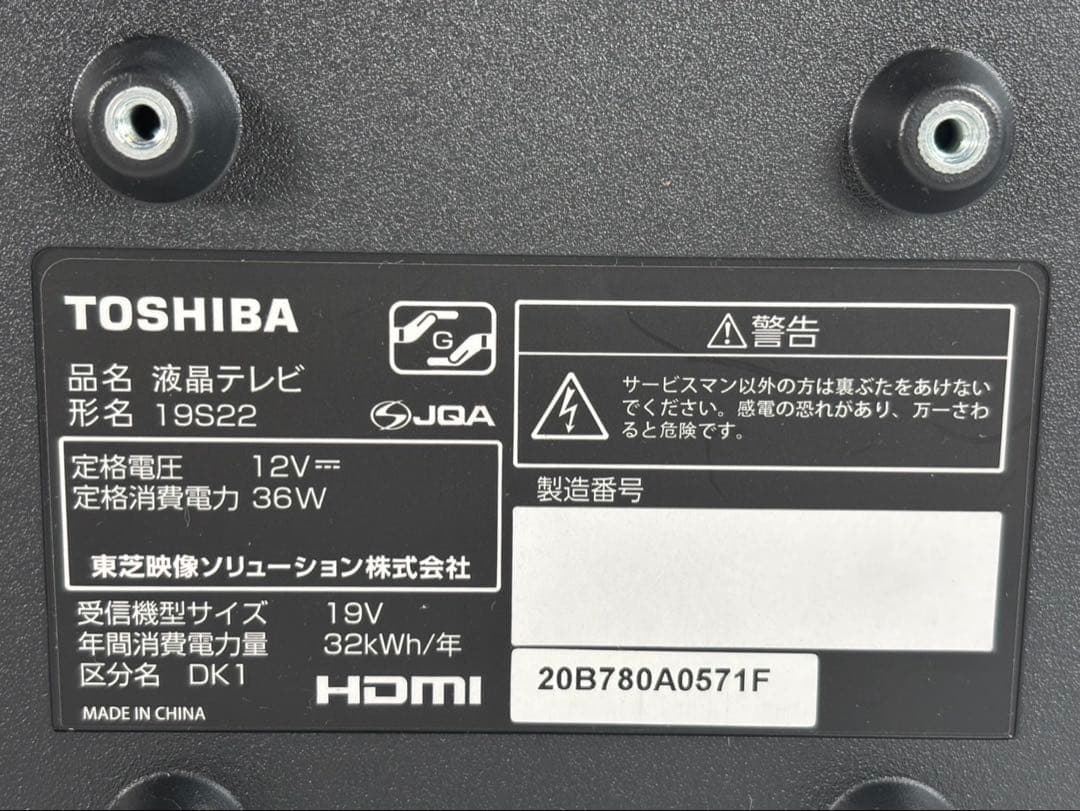 TOSHIBA
G
品名 液晶テレビ
形名 19S22
JQA
定格電圧 12V⎓
定格消費電力 36W
東芝映像ソリューション株式会社
受信機型サイズ 19V
年間消費電力量 32kWh/年
区分名 DK1
HDMI
MADE IN CHINA
⚠警告
サービスマン以外の方は裏ぶたをあけない
でください。感電の恐れがあり、万一さわ
ると危険です。
製造番号
20B780A0571F